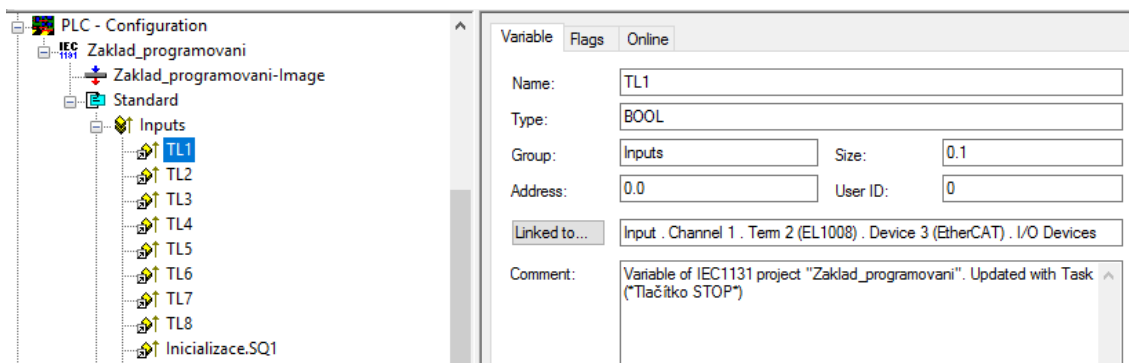 PLC - Configuration
IEC
1131
Zaklad_programovani
Zaklad_programovani-Image
Standard
Inputs
TL1
TL2
TL3
TL4
TL5
TL6
TL7
TL8
Inicializace.SQ1
Variable Flags Online
Name: TL1
Type: BOOL
Group: Inputs Size: 0.1
Address: 0.0 User ID: 0
Linked to... Input . Channel 1 . Term 2 (EL1008) . Device 3 (EtherCAT) . I/O Devices
Comment: Variable of IEC1131 project "Zaklad_programovani". Updated with Task
(*Tlačítko STOP*)